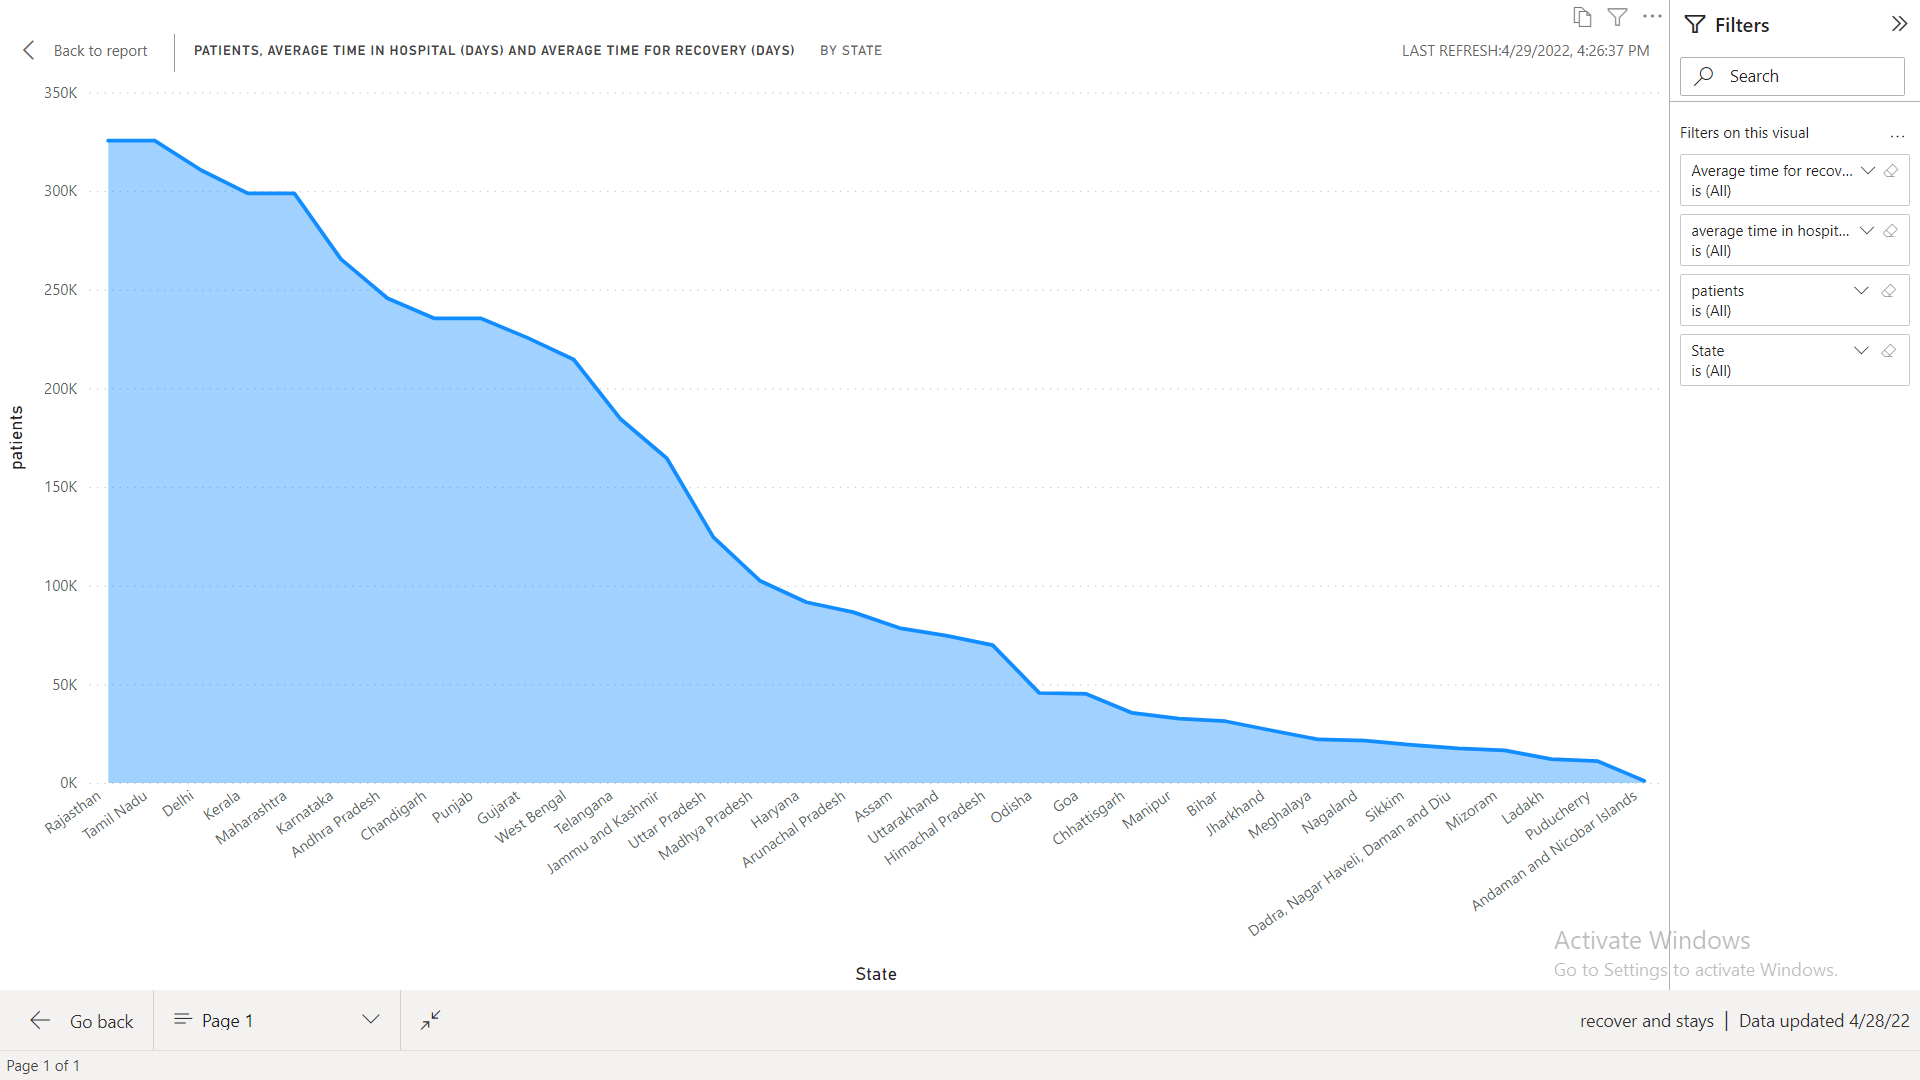 Back to report
PATIENTS, AVERAGE TIME IN HOSPITAL (DAYS) AND AVERAGE TIME FOR RECOVERY (DAYS)
BY STATE
LAST REFRESH:4/29/2022, 4:26:37 PM
350K
300K
250K
200K
150K
100K
50K
0K
patients
Rajasthan
Tamil Nadu
Delhi
Kerala
Maharashtra
Karnataka
Andhra Pradesh
Chandigarh
Punjab
Gujarat
West Bengal
Telangana
Jammu and Kashmir
Uttar Pradesh
Madhya Pradesh
Haryana
Arunachal Pradesh
Assam
Uttarakhand
Himachal Pradesh
Odisha
Goa
Chhattisgarh
Manipur
Bihar
Jharkhand
Meghalaya
Nagaland
Sikkim
Dadra, Nagar Haveli, Daman and Diu
Mizoram
Ladakh
Puducherry
Andaman and Nicobar Islands
State
Filters
Search
Filters on this visual
...
Average time for recov...
is (All)
average time in hospit...
is (All)
patients
is (All)
State
is (All)
Activate Windows
Go to Settings to activate Windows.
Go back
Page 1
recover and stays | Data updated 4/28/22
Page 1 of 1